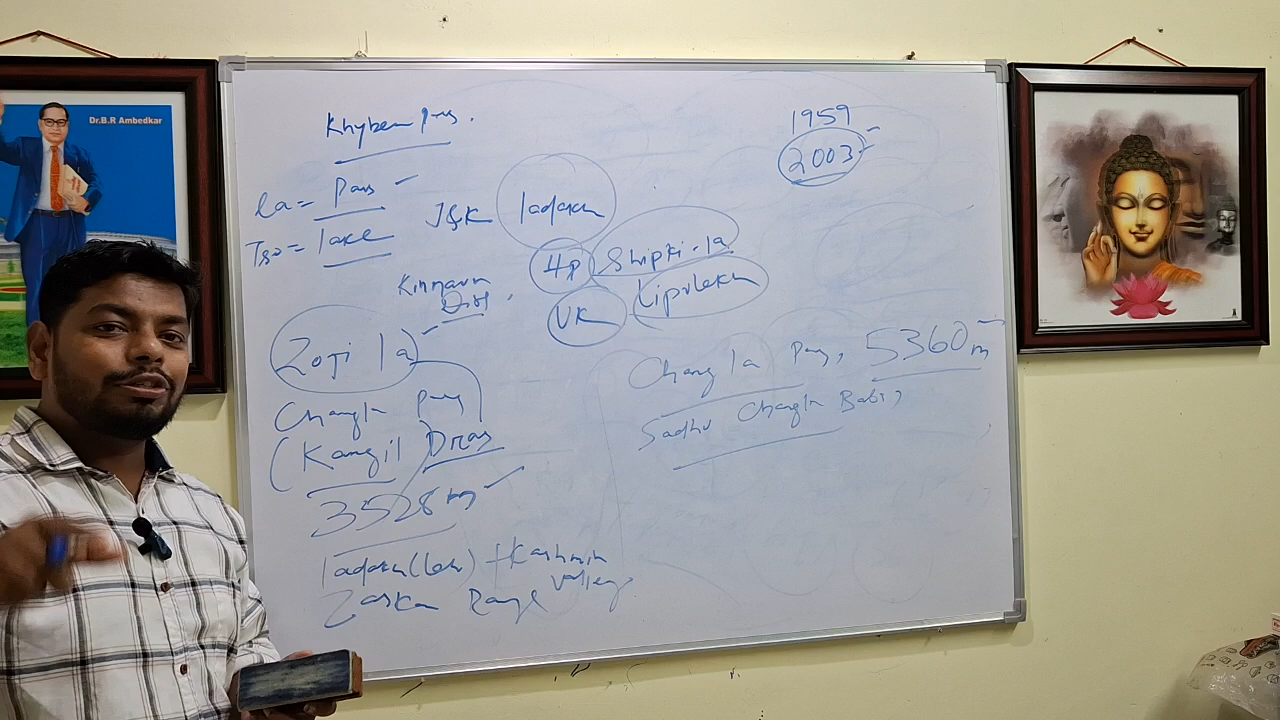 Dr.B.R Ambedkar
Khyber pass.
1959
2003
la = Pass
J&K ladakh
Tso = lake
HP Shipki-la
Kinnaur
Dist.
UK Lipulekh
Zoji la
Chang la Pass, 5360 m
Changla Pass
Sadhu Changla Baba,
(Kargil Dras
3528 m
ladakh (Leh) + Kashmir
Valley
Zaskar Range